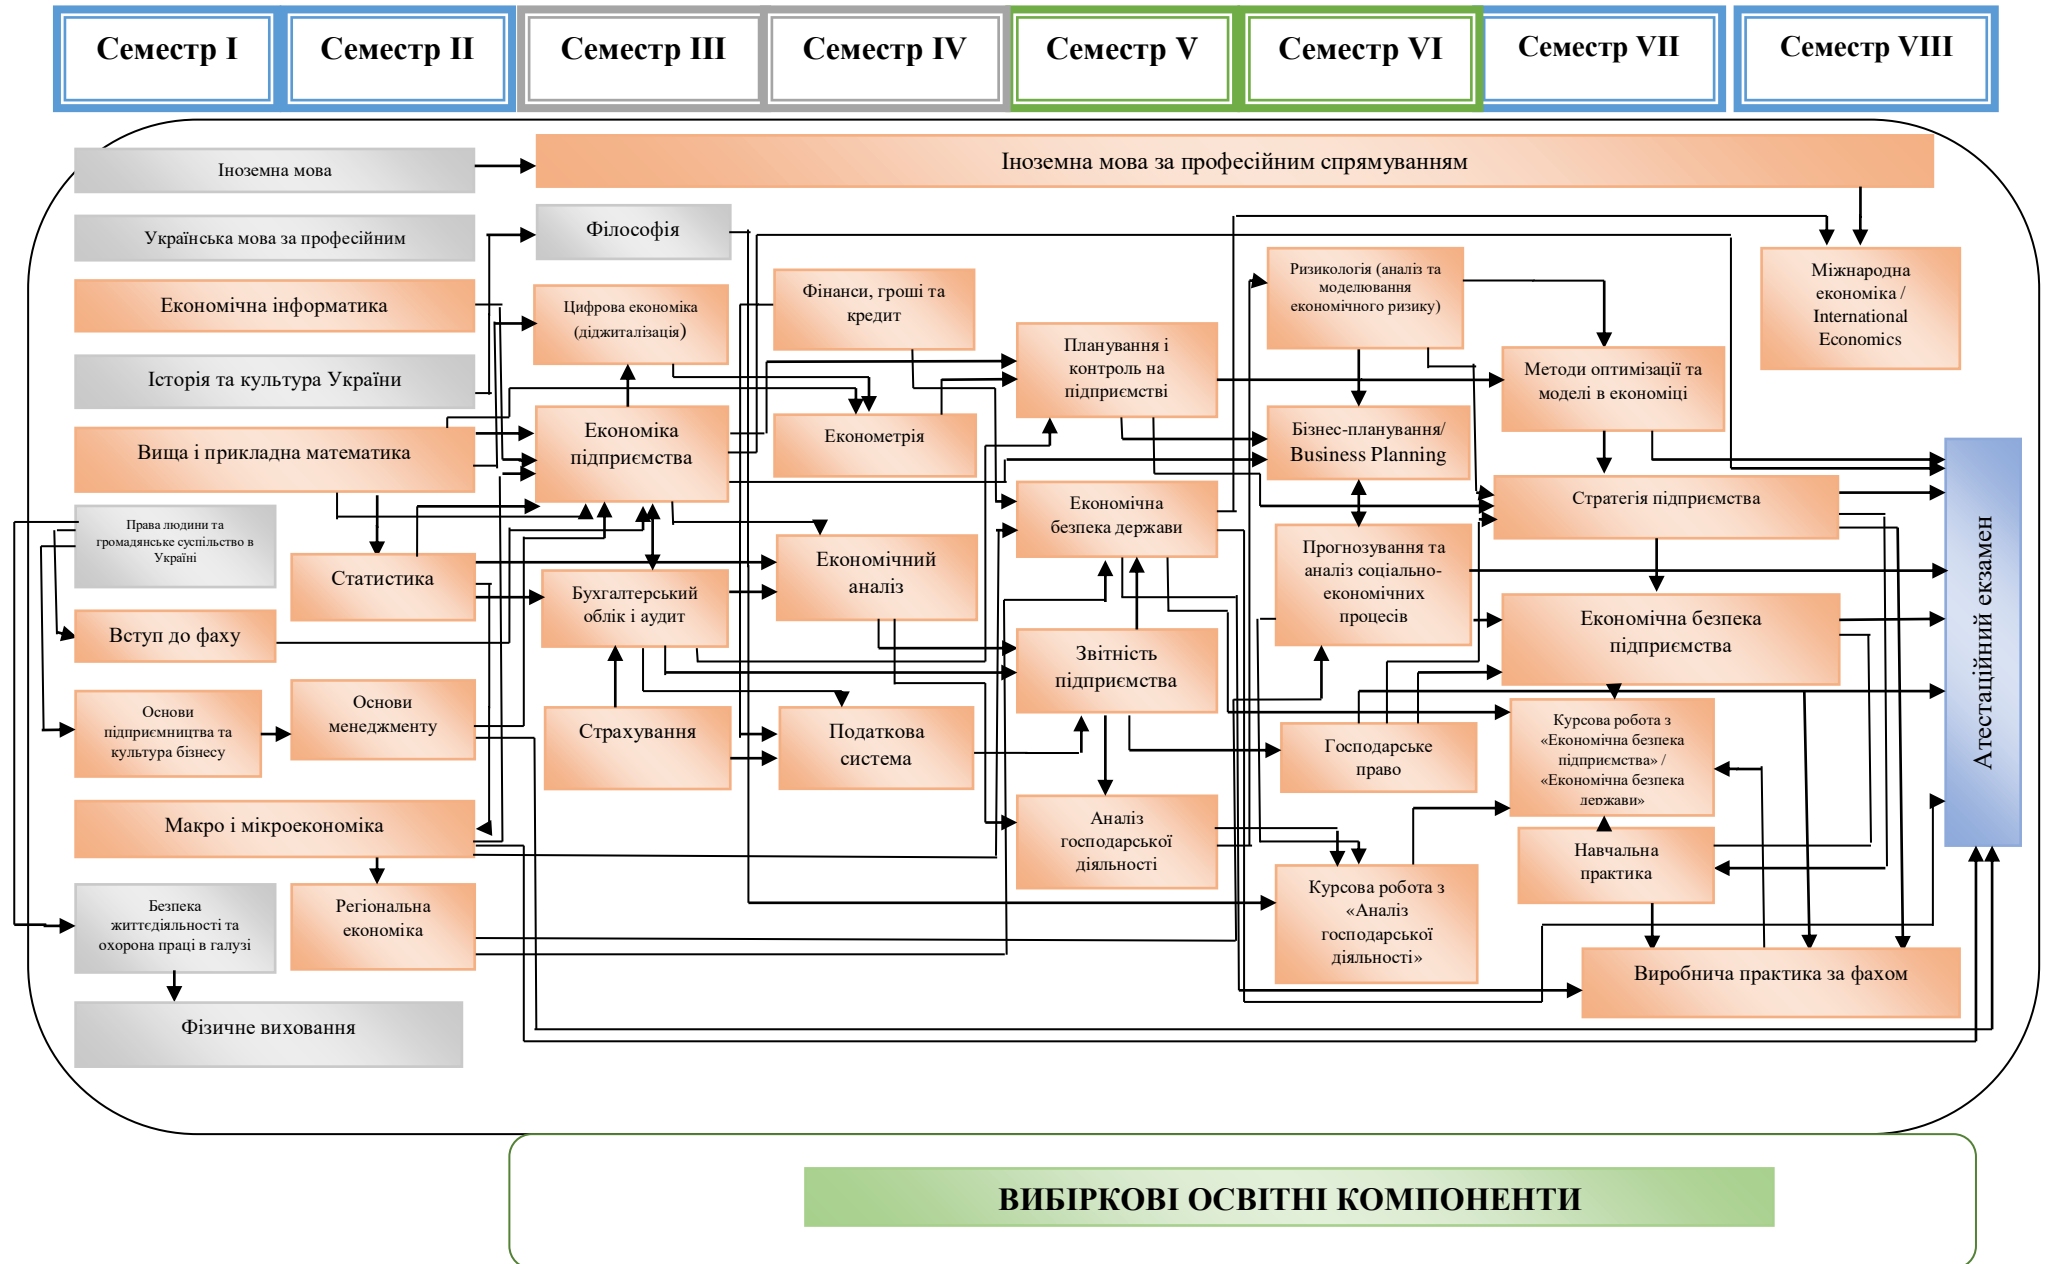 Семестр I
Семестр II
Семестр III
Семестр IV
Семестр V
Семестр VI
Семестр VII
Семестр VIII
Іноземна мова
Іноземна мова за професійним спрямуванням
Українська мова за професійним
Філософія
Економічна інформатика
Історія та культура України
Вища і прикладна математика
Права людини та
громадянське суспільство в
Україні
Статистика
Вступ до фаху
Основи
підприємництва та
культура бізнесу
Основи
менеджменту
Макро і мікроекономіка
Безпека
життєдіяльності та
охорона праці в галузі
Регіональна
економіка
Фізичне виховання
Цифрова економіка
(діджиталізація)
Економіка
підприємства
Бухгалтерський
облік і аудит
Страхування
Фінанси, гроші та
кредит
Економетрія
Економічний
аналіз
Податкова
система
Планування і
контроль на
підприємстві
Економічна
безпека держави
Звітність
підприємства
Аналіз
господарської
діяльності
Ризикологія (аналіз та
моделювання
економічного ризику)
Бізнес-планування/
Business Planning
Прогнозування та
аналіз соціально-
економічних
процесів
Господарське
право
Курсова робота з
«Аналіз
господарської
діяльності»
Методи оптимізації та
моделі в економіці
Стратегія підприємства
Економічна безпека
підприємства
Курсова робота з
«Економічна безпека
підприємства» /
«Економічна безпека
держави»
Навчальна
практика
Виробнича практика за фахом
Міжнародна
економіка /
International
Economics
Атестаційний екзамен
ВИБІРКОВІ ОСВІТНІ КОМПОНЕНТИ